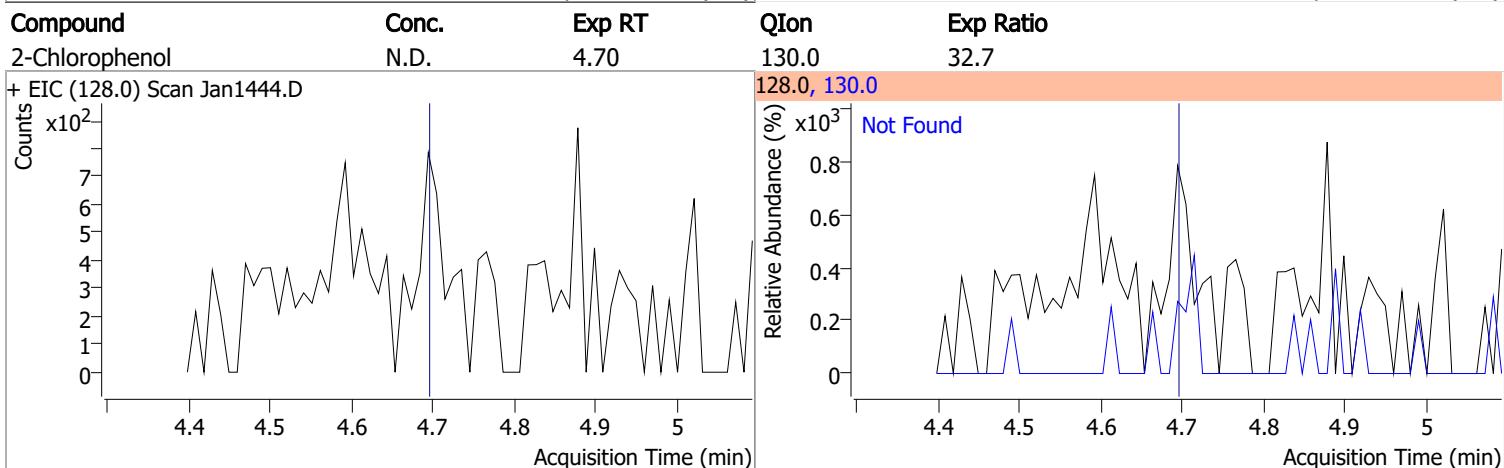 Compound Conc. Exp RT QIon Exp Ratio
2-Chlorophenol N.D. 4.70 130.0 32.7
+ EIC (128.0) Scan Jan1444.D
Counts
x10²
7
6
5
4
3
2
1
0
4.4 4.5 4.6 4.7 4.8 4.9 5
Acquisition Time (min)
128.0, 130.0
Relative Abundance (%)
x10³
Not Found
0.8
0.6
0.4
0.2
0
4.4 4.5 4.6 4.7 4.8 4.9 5
Acquisition Time (min)